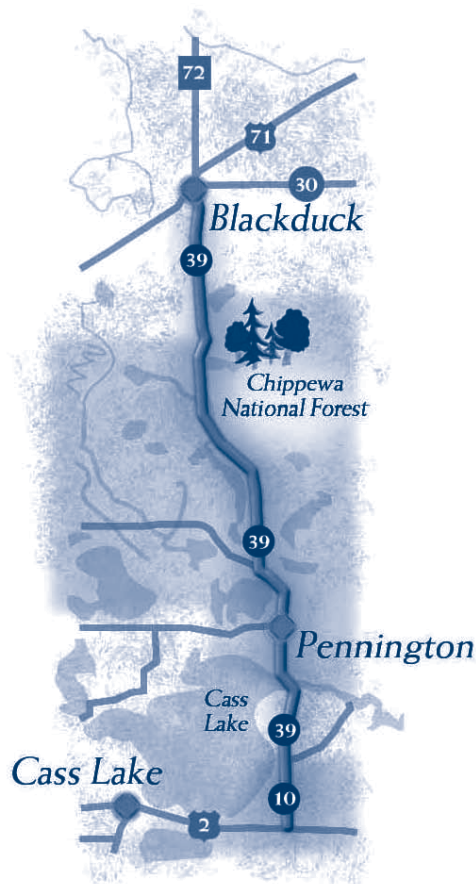 72
71
30
Blackduck
39
Chippewa
National Forest
39
Pennington
Cass
Lake
39
Cass Lake
10
2